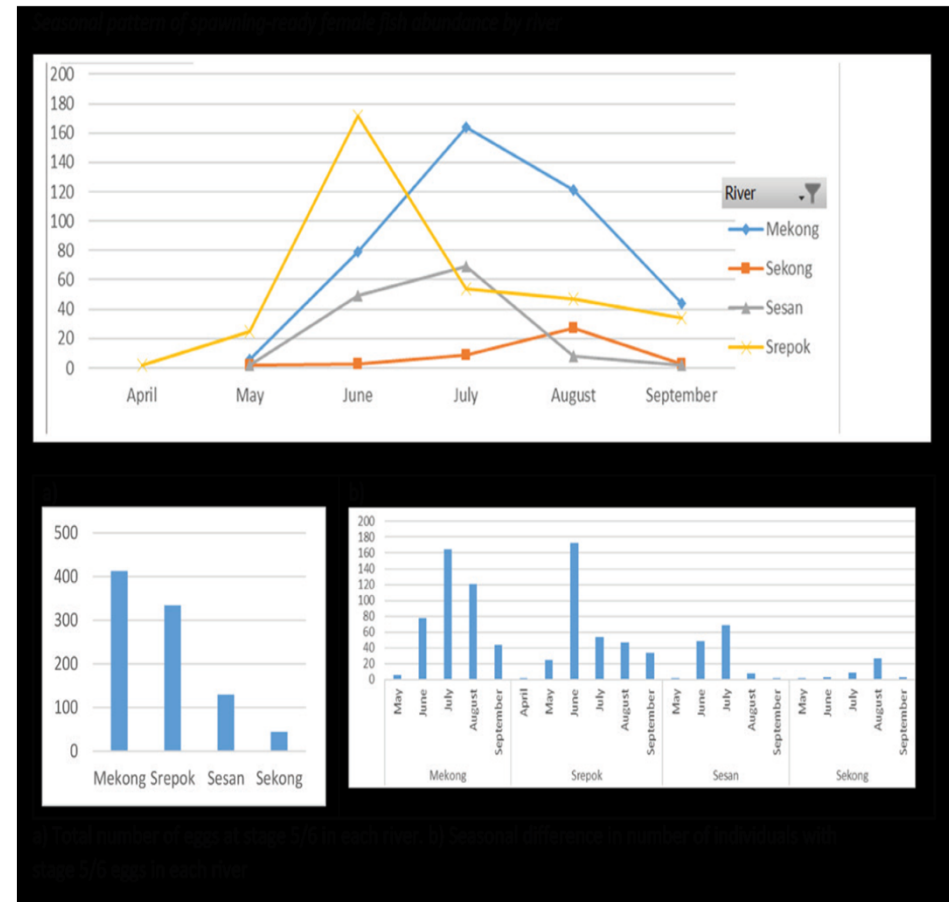 Seasonal pattern of spawning-ready female fish abundance by river
200
180
160
140
120
100
80
60
40
20
0
April May June July August September
River
Mekong
Sekong
Sesan
Srepok
a)
500
400
300
200
100
0
Mekong Srepok Sesan Sekong
b)
200
180
160
140
120
100
80
60
40
20
0
May June July August September April May June July August September May June July August September May June July August September
Mekong Srepok Sesan Sekong
a) Total number of eggs at stage 5/6 in each river. b) Seasonal difference in number of individuals with
stage 5/6 eggs in each river